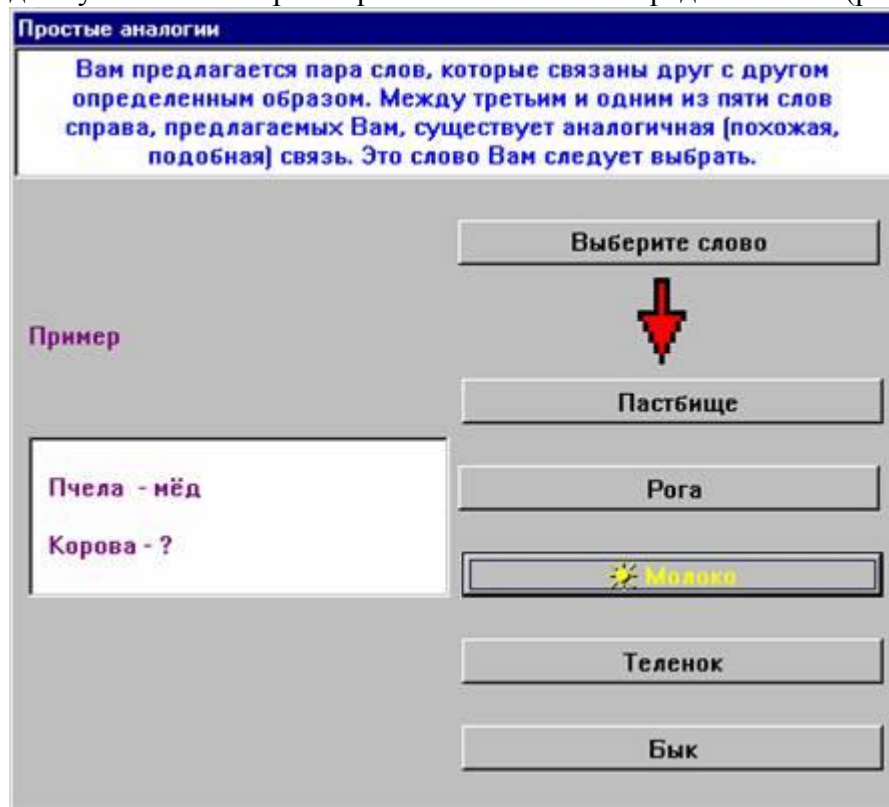 Простые аналогии
Вам предлагается пара слов, которые связаны друг с другом
определенным образом. Между третьим и одним из пяти слов
справа, предлагаемых Вам, существует аналогичная (похожая,
подобная) связь. Это слово Вам следует выбрать.
Выберите слово
Пример
Пастбище
Пчела - мёд
Рога
Корова - ?
Молоко
Теленок
Бык